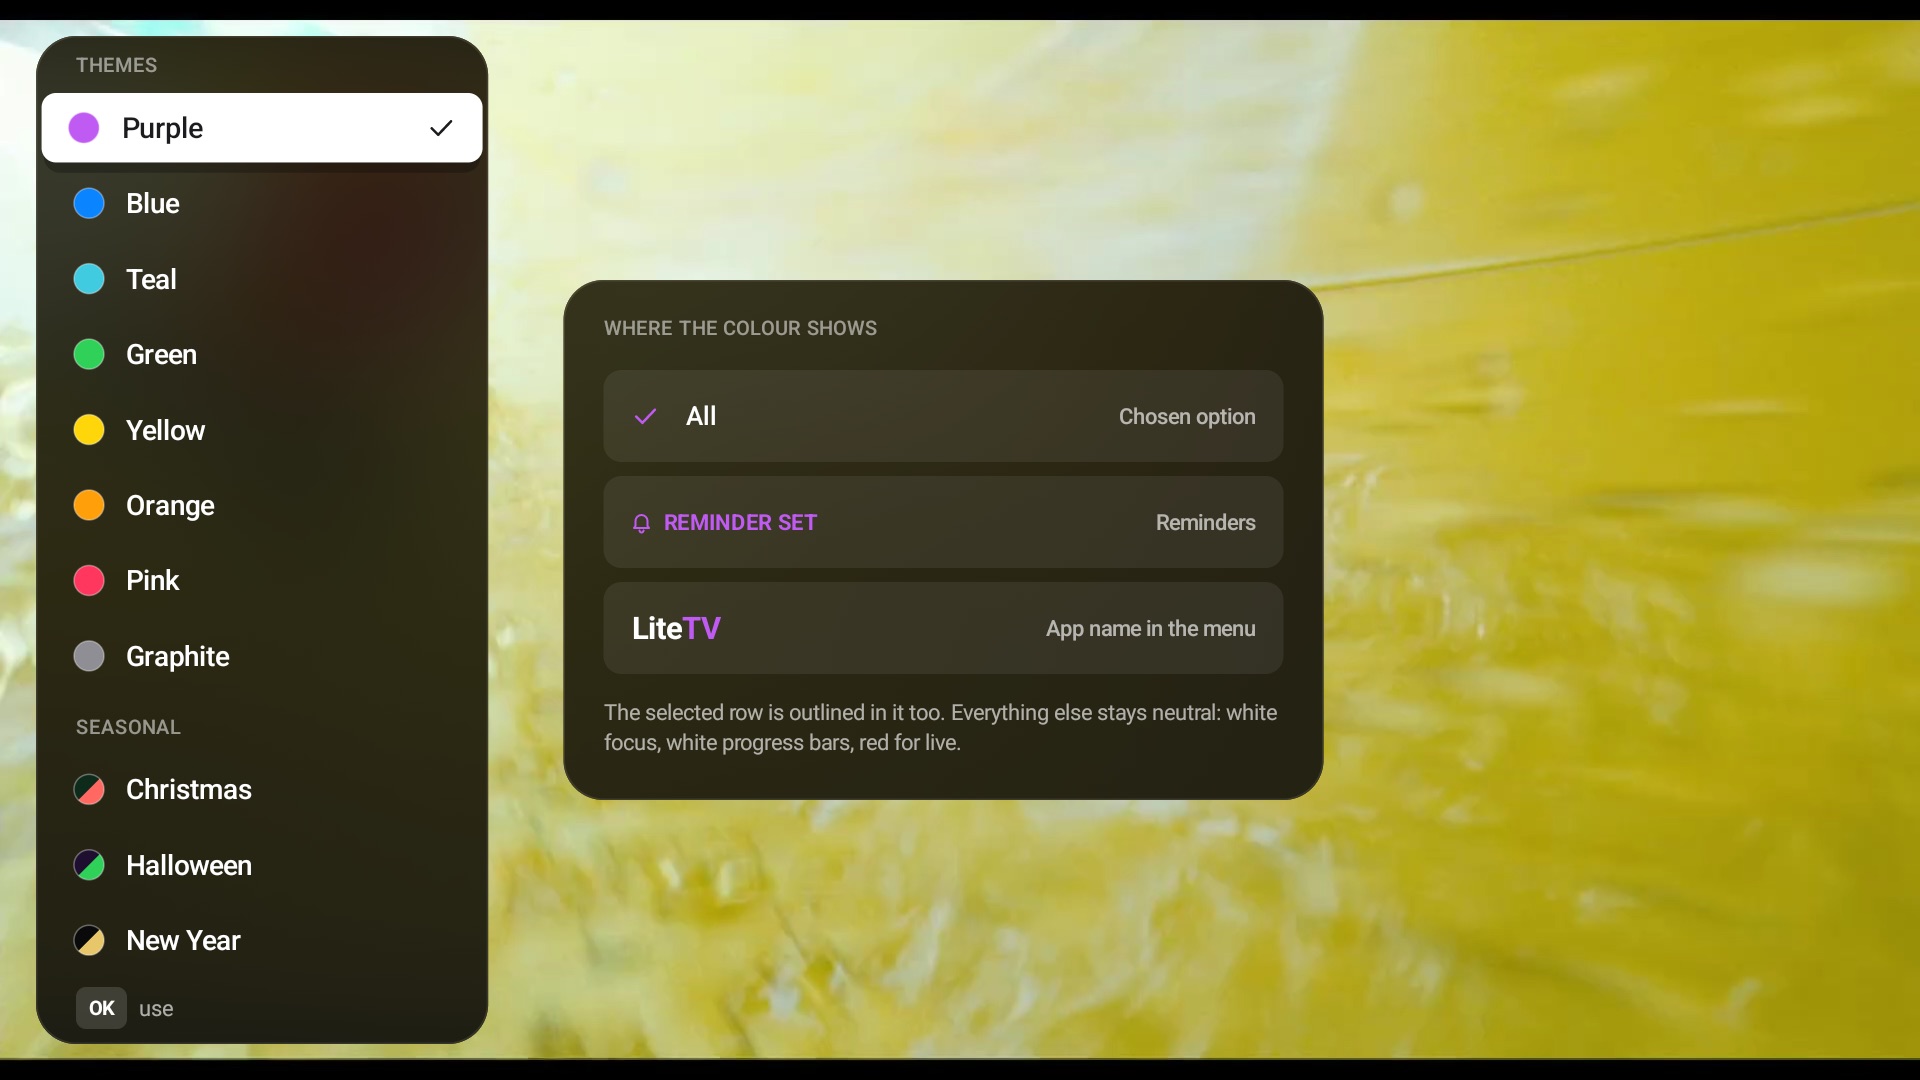 THEMES
Purple
Blue
Teal
Green
Yellow
Orange
Pink
Graphite
SEASONAL
Christmas
Halloween
New Year
OK use
WHERE THE COLOUR SHOWS
All Chosen option
REMINDER SET Reminders
LiteTV App name in the menu
The selected row is outlined in it too. Everything else stays neutral: white
focus, white progress bars, red for live.